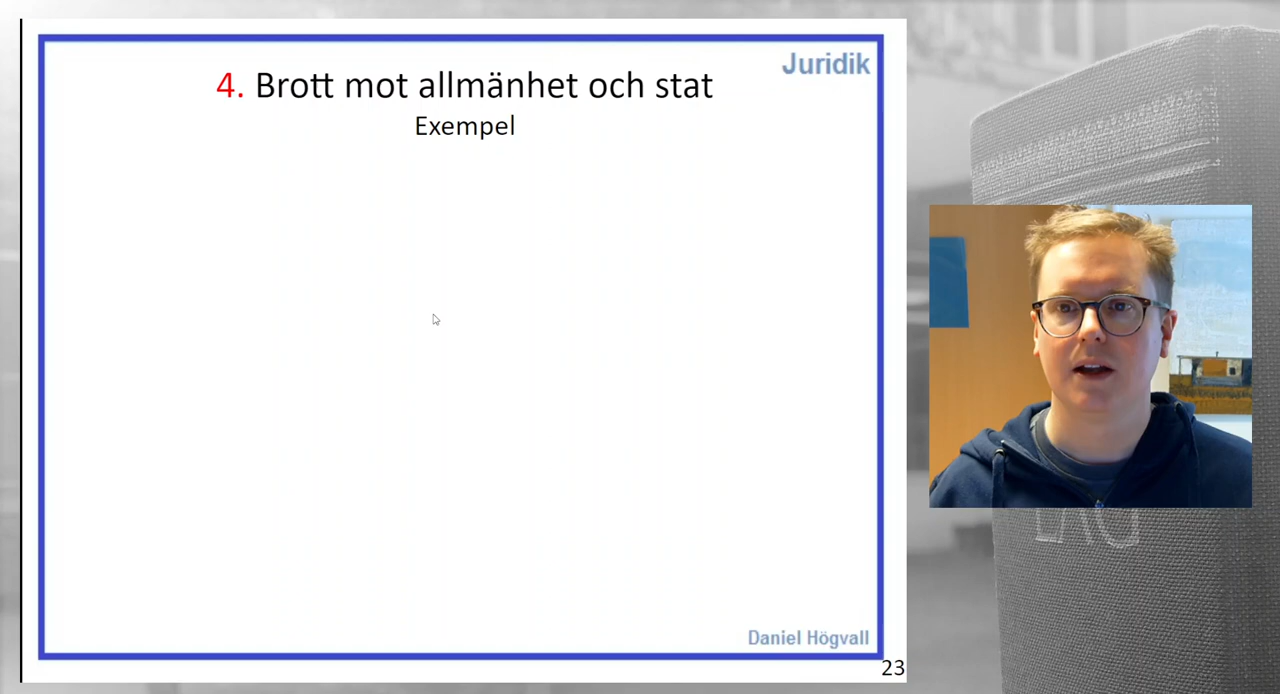 Juridik
4. Brott mot allmänhet och stat
Exempel
Daniel Högvall
23